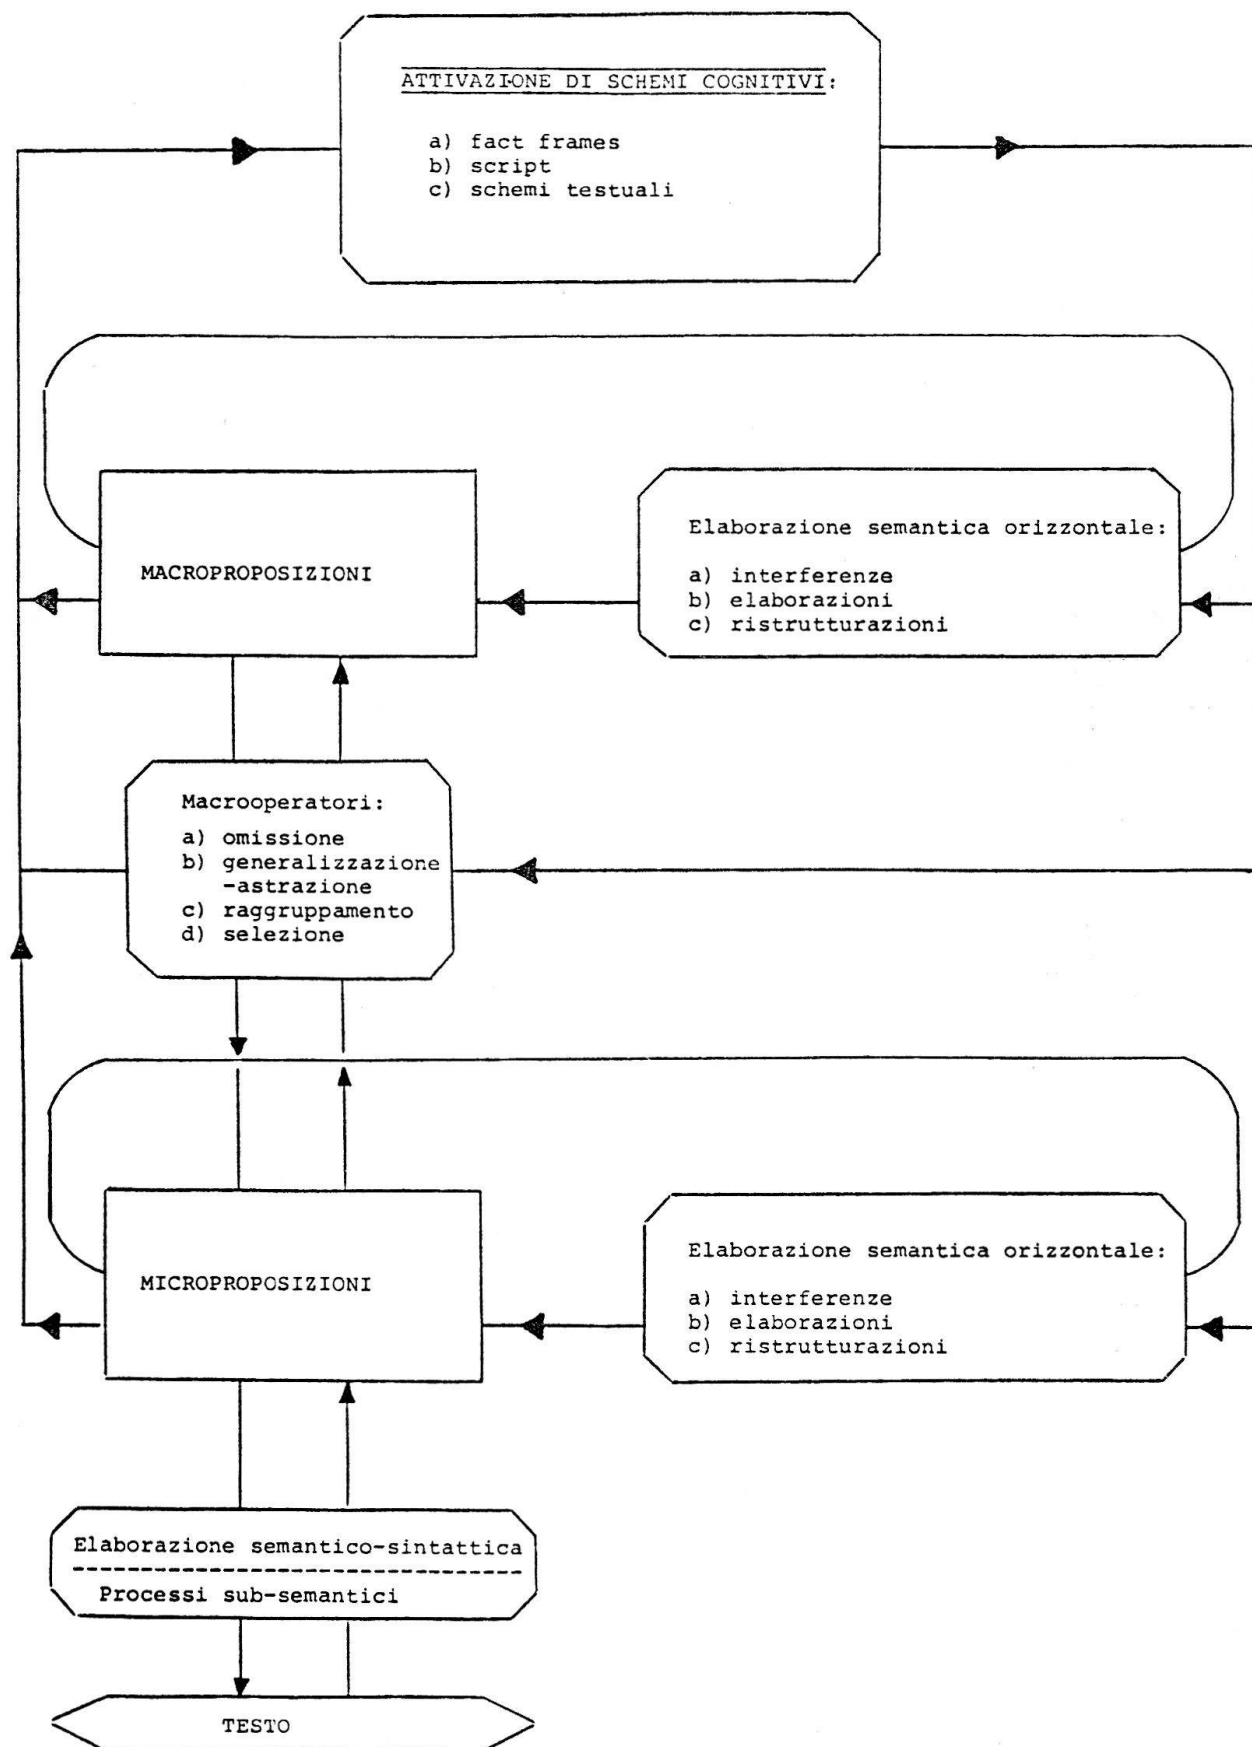 ATTIVAZIONE DI SCHEMI COGNITIVI:
a) fact frames
b) script
c) schemi testuali
MACROPROPOSIZIONI
Elaborazione semantica orizzontale:
a) interferenze
b) elaborazioni
c) ristrutturazioni
Macrooperatori:
a) omissione
b) generalizzazione
-astrazione
c) raggruppamento
d) selezione
MICROPROPOSIZIONI
Elaborazione semantica orizzontale:
a) interferenze
b) elaborazioni
c) ristrutturazioni
Elaborazione semantico-sintattica
Processi sub-semantici
TESTO